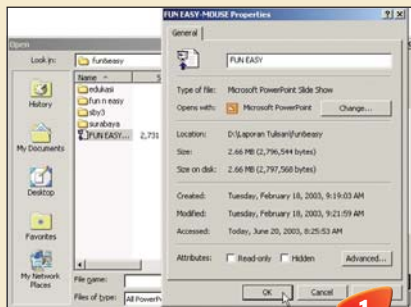 FUN EASY-MOUSE Properties
General
FUN EASY
Type of file: Microsoft PowerPoint Slide Show
Opens with: Microsoft PowerPoint Change...
Location: D:\Laporan Tulsani\fun8easy
Size: 2.66 MB (2,796,544 bytes)
Size on disk: 2.66 MB (2,797,568 bytes)
Created: Tuesday, February 18, 2003, 9:19:03 AM
Modified: Tuesday, February 18, 2003, 9:21:59 AM
Accessed: Today, June 20, 2003, 8:25:53 AM
Attributes: Read-only Hidden Advanced...
OK Cancel
Open
Look in: fun8easy
History
My Documents
Desktop
Favorites
My Network
Places
Name S
edukasi
fun n easy
sby3
surabaya
FUN EASY... 2,731
File name:
Files of type: All PowerP
1